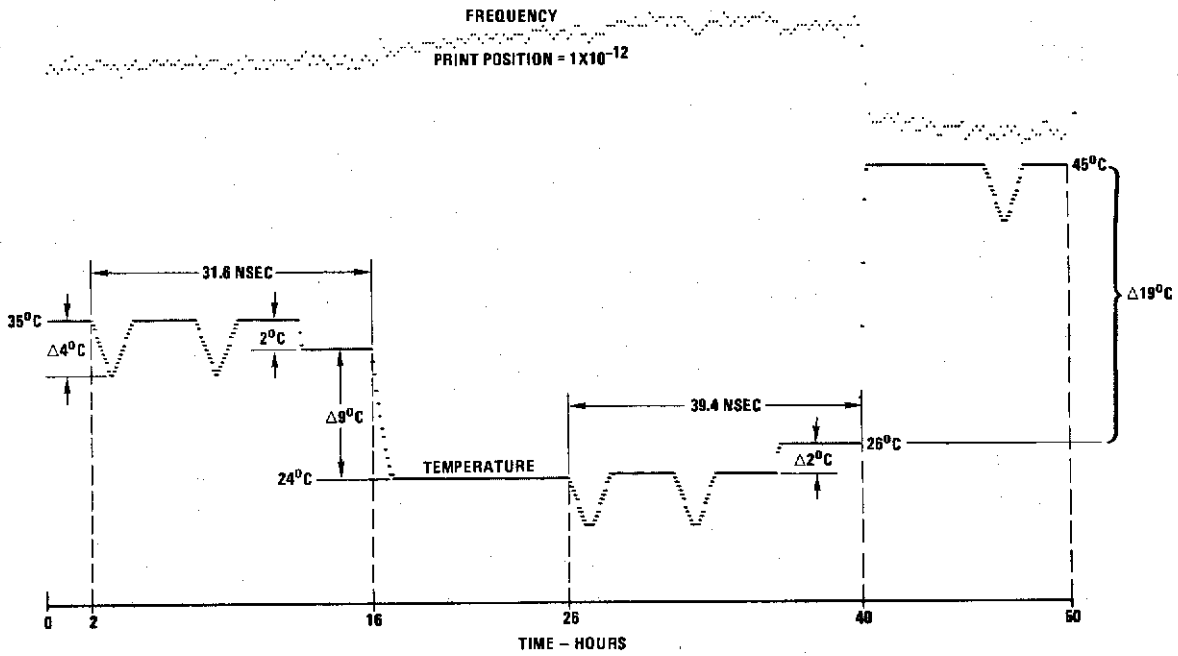 FREQUENCY
PRINT POSITION = 1X10⁻¹²
45⁰C
31.6 NSEC
Δ19⁰C
35⁰C
2⁰C
Δ4⁰C
39.4 NSEC
Δ9⁰C
26⁰C
Δ2⁰C
TEMPERATURE
24⁰C
0 2 16 26 40 50
TIME – HOURS